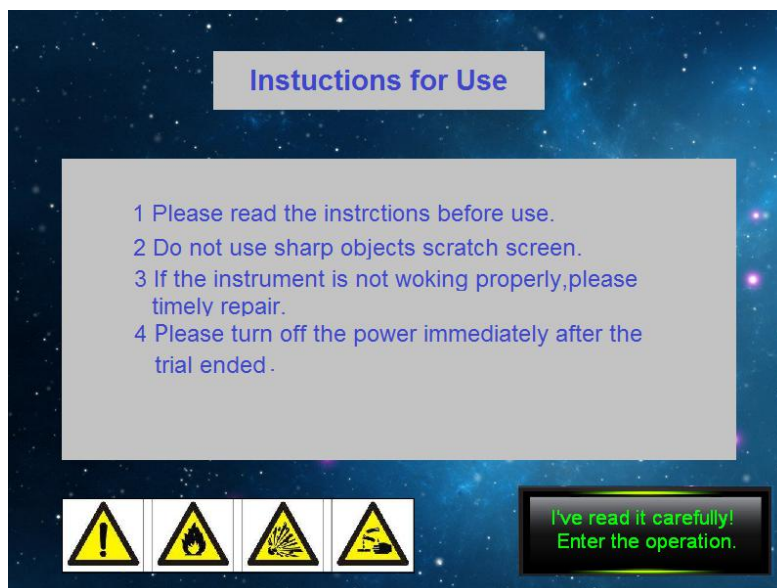 Instuctions for Use
1 Please read the instrctions before use.
2 Do not use sharp objects scratch screen.
3 If the instrument is not woking properly,please
timely repair.
4 Please turn off the power immediately after the
trial ended.
I've read it carefully!
Enter the operation.